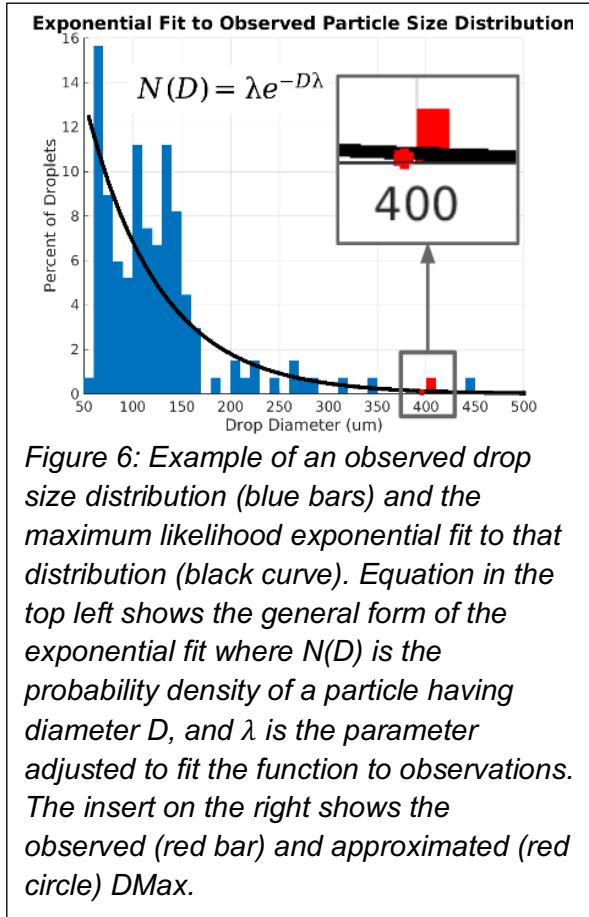 Exponential Fit to Observed Particle Size Distribution
16
14
12
10
8
6
4
2
0
Percent of Droplets
N(D) = λe^{-Dλ}
400
50 100 150 200 250 300 350 400 450 500
Drop Diameter (um)
Figure 6: Example of an observed drop
size distribution (blue bars) and the
maximum likelihood exponential fit to that
distribution (black curve). Equation in the
top left shows the general form of the
exponential fit where N(D) is the
probability density of a particle having
diameter D, and λ is the parameter
adjusted to fit the function to observations.
The insert on the right shows the
observed (red bar) and approximated (red
circle) DMax.